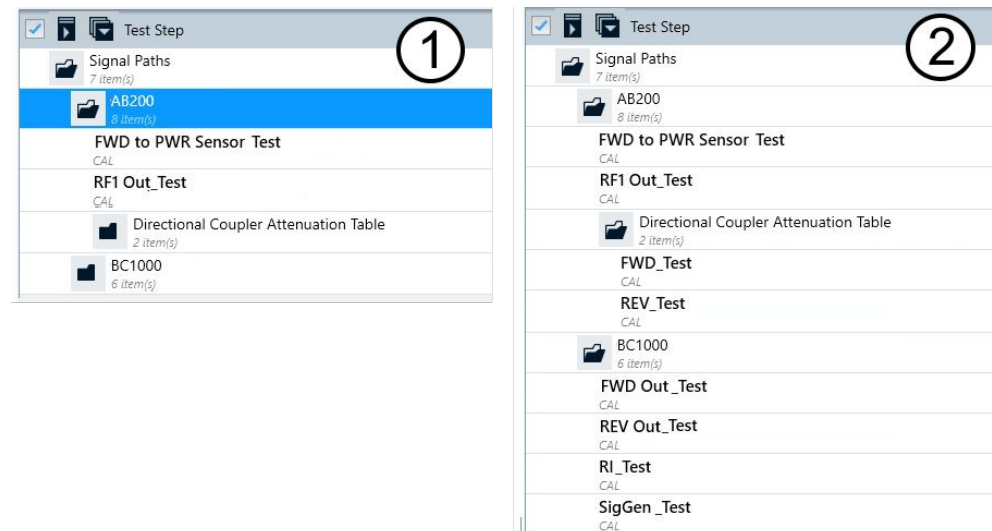 Test Step
1
Signal Paths
7 item(s)
AB200
8 item(s)
FWD to PWR Sensor Test
CAL
RF1 Out_Test
CAL
Directional Coupler Attenuation Table
2 item(s)
BC1000
6 item(s)
Test Step
2
Signal Paths
7 item(s)
AB200
8 item(s)
FWD to PWR Sensor Test
CAL
RF1 Out_Test
CAL
Directional Coupler Attenuation Table
2 item(s)
FWD_Test
CAL
REV_Test
CAL
BC1000
6 item(s)
FWD Out_Test
CAL
REV Out_Test
CAL
RI_Test
CAL
SigGen _Test
CAL